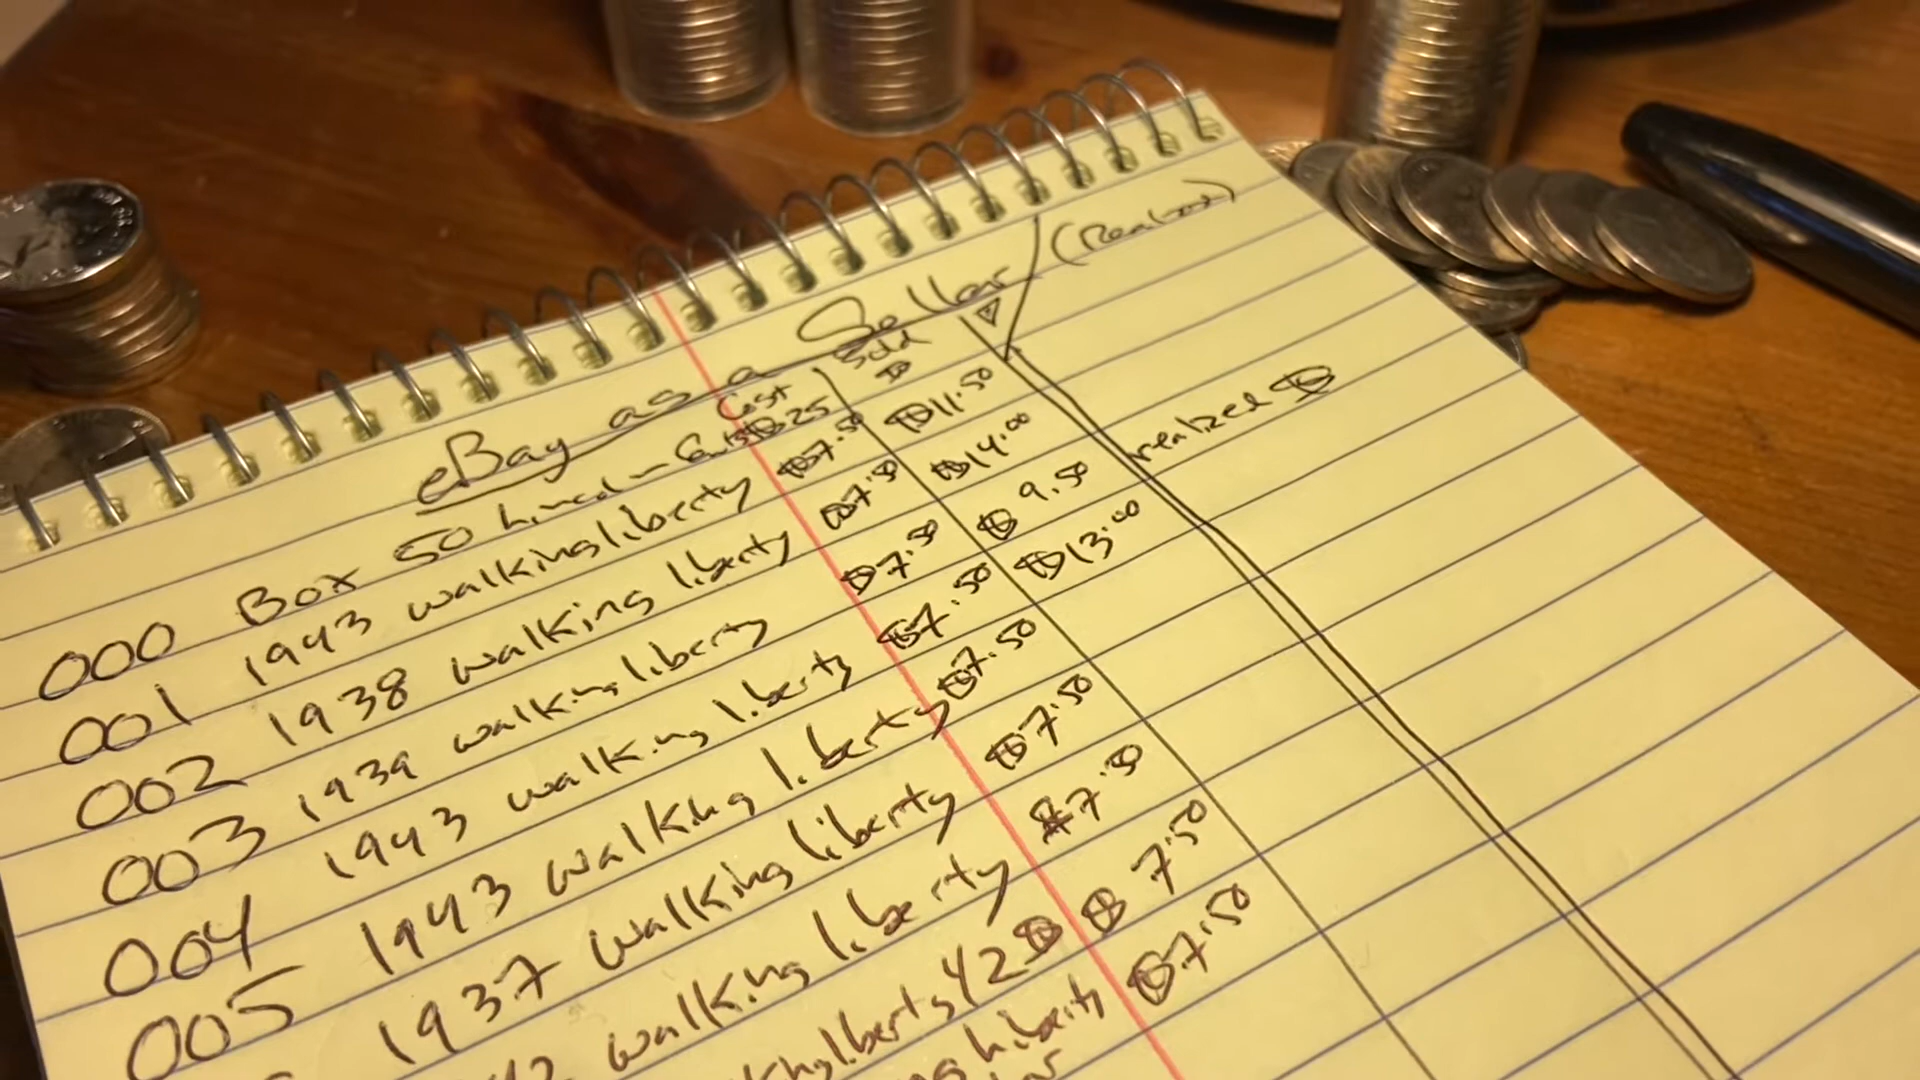 eBay as a Seller (Realized)
Cost Sold $
000 Box 50 $25
001 1943 walking liberty $7.50 $11.50
002 1938 walking liberty $7.50 $14.00 realized $
003 1939 walking liberty $7.50 $9.50
004 1943 walking liberty $7.50 $13.00
005 1943 walking liberty $7.50
1937 walking liberty $7.50
walking liberty $7.50
$7.50
liberty $7.50